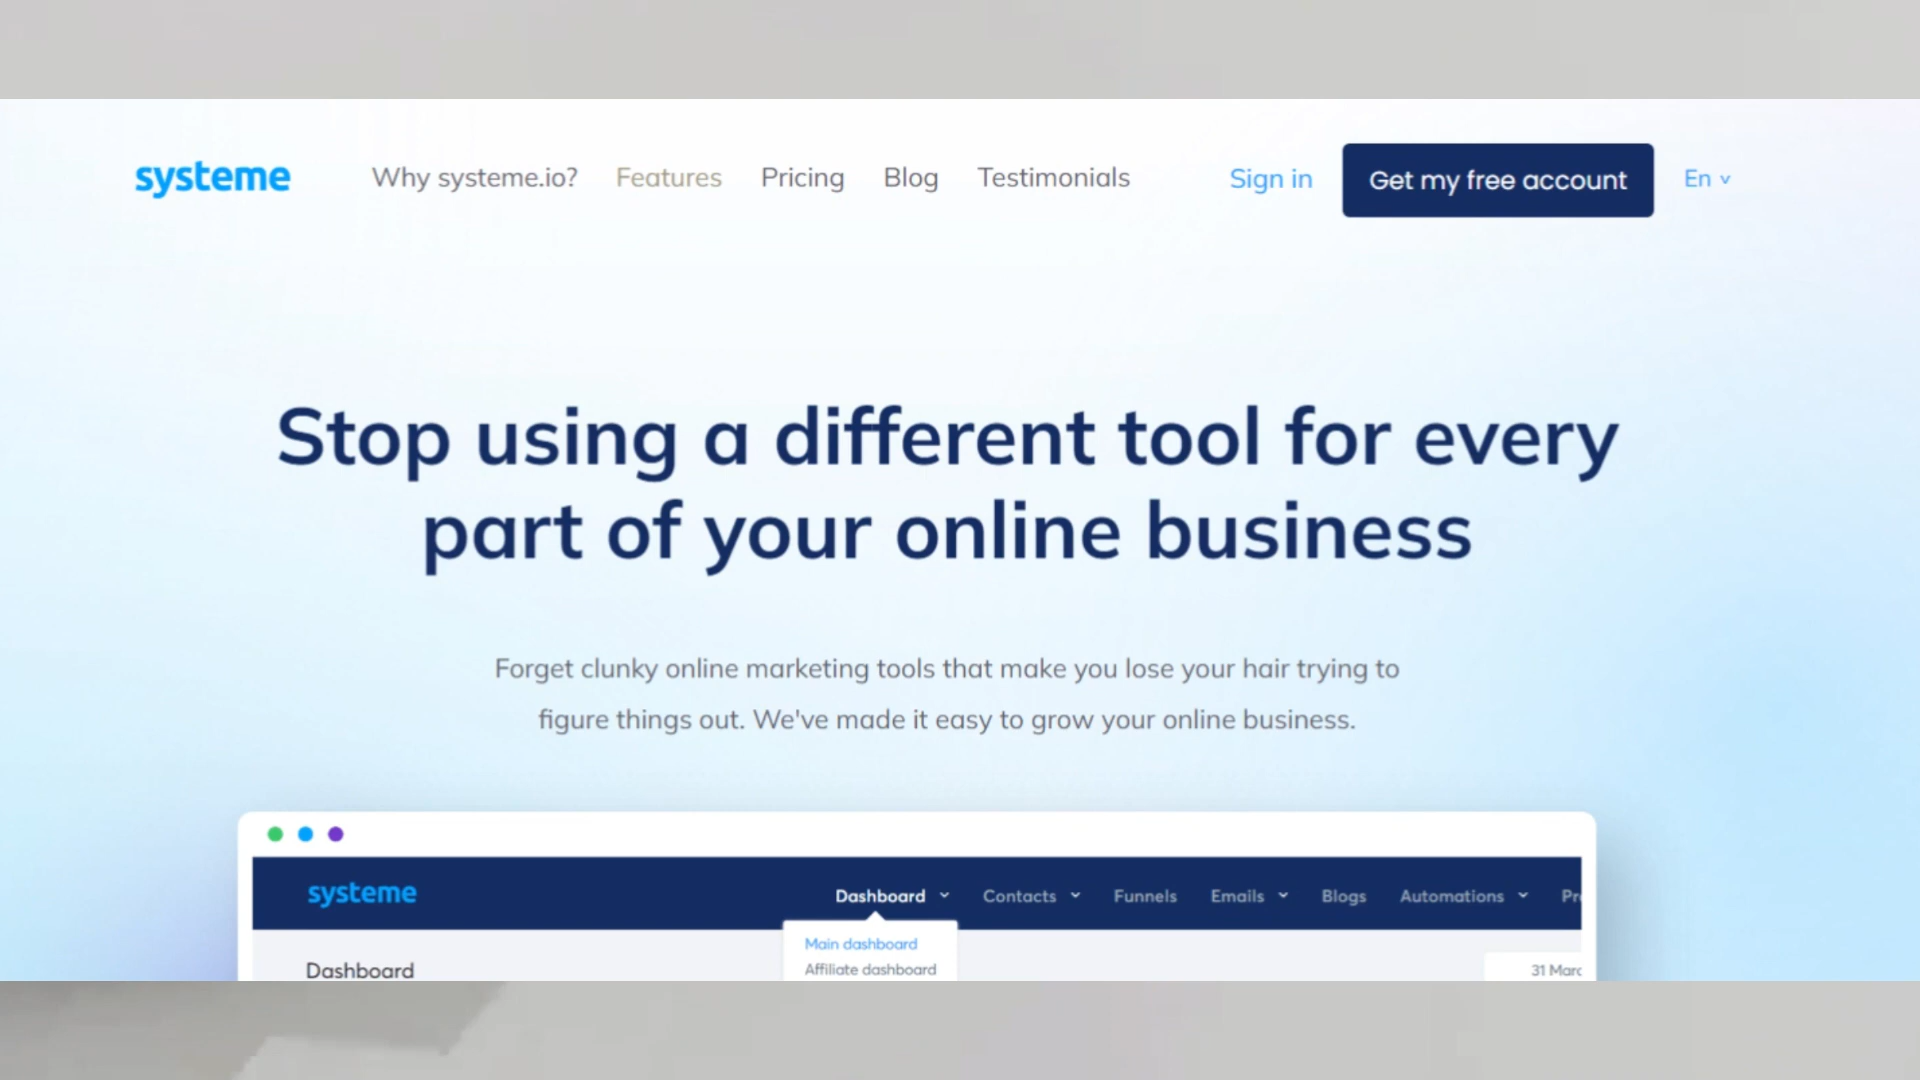 systeme Why systeme.io? Features Pricing Blog Testimonials Sign in Get my free account En
Stop using a different tool for every
part of your online business
Forget clunky online marketing tools that make you lose your hair trying to
figure things out. We've made it easy to grow your online business.
systeme Dashboard Contacts Funnels Emails Blogs Automations
Main dashboard
Affiliate dashboard
Dashboard
31